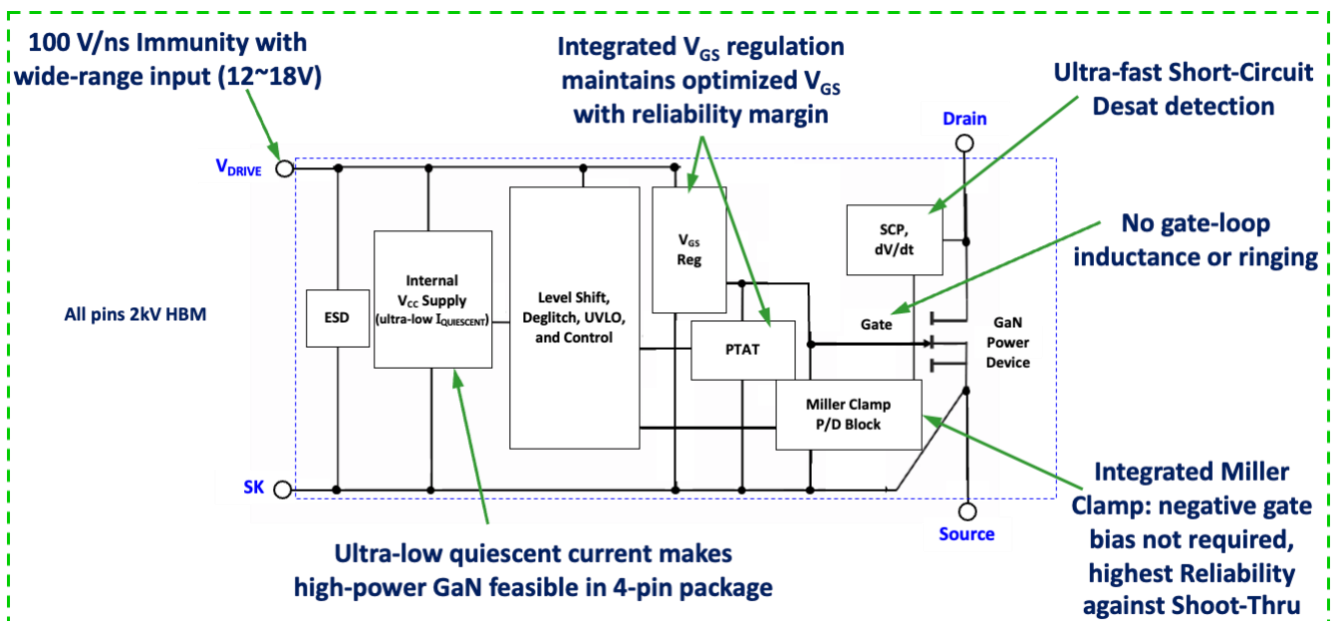 100 V/ns Immunity with
wide-range input (12~18V)
Integrated VGS regulation
maintains optimized VGS
with reliability margin
Ultra-fast Short-Circuit
Desat detection
Drain
VDRIVE
No gate-loop
inductance or ringing
SCP,
dV/dt
VGS
Reg
Internal
VCC Supply
(ultra-low IQUIESCENT)
Level Shift,
Deglitch, UVLO,
and Control
All pins 2kV HBM
ESD
Gate
GaN
Power
Device
PTAT
Miller Clamp
P/D Block
SK
Source
Integrated Miller
Clamp: negative gate
bias not required,
highest Reliability
against Shoot-Thru
Ultra-low quiescent current makes
high-power GaN feasible in 4-pin package